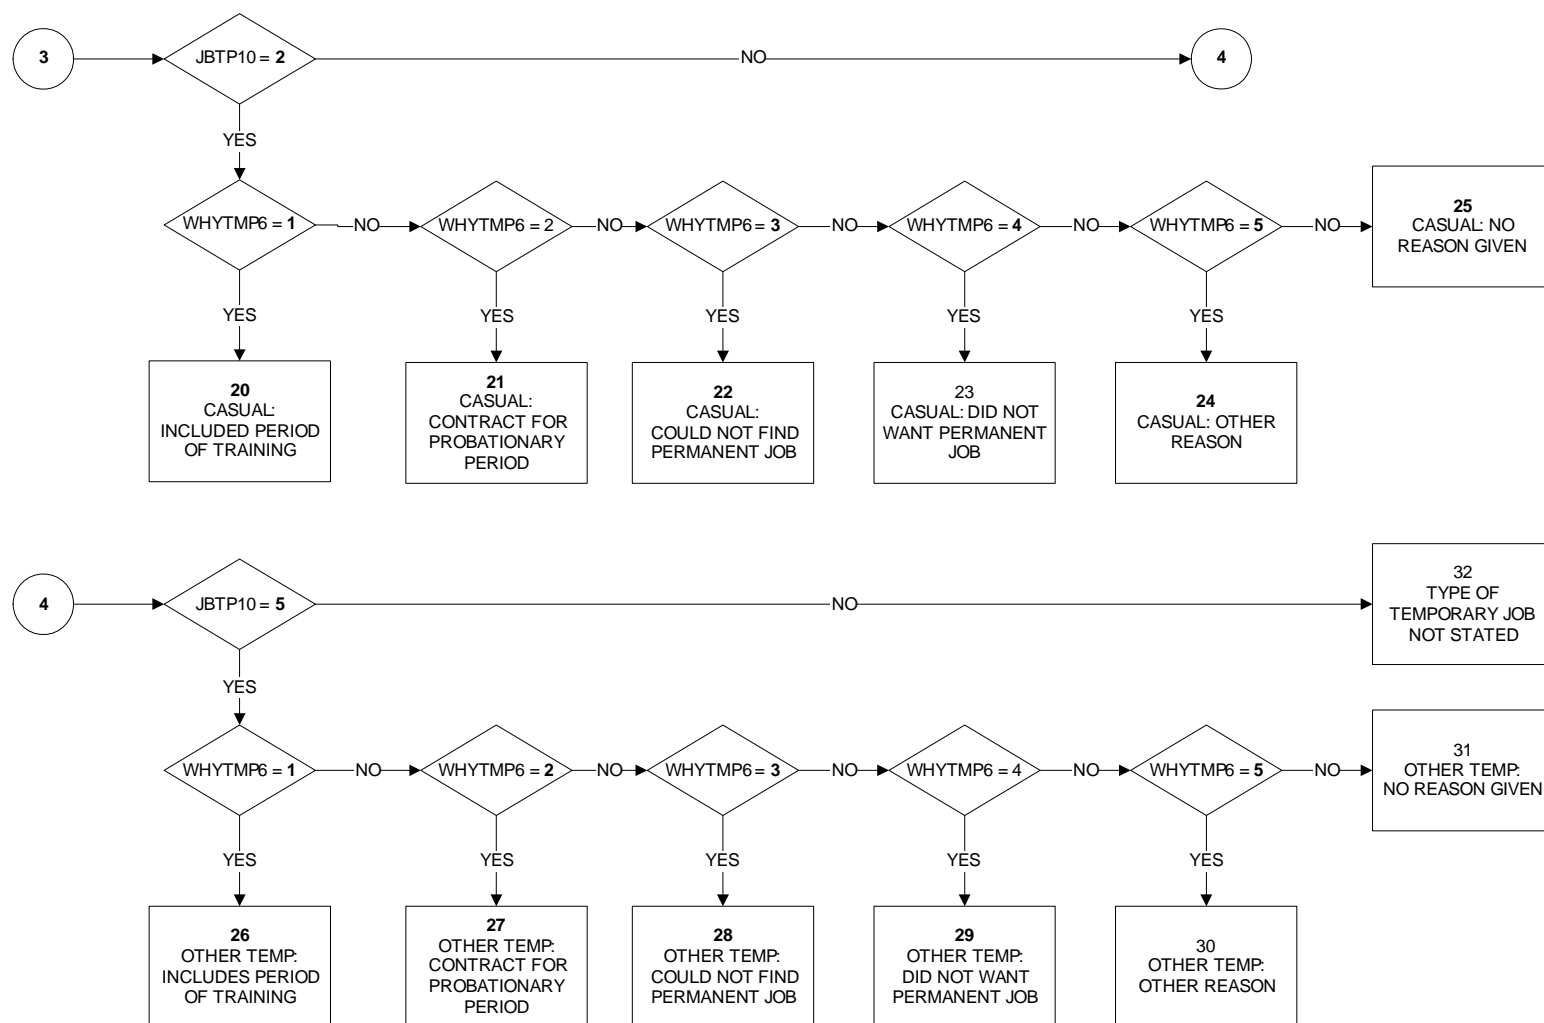 3
JBTP10 = 2
NO
4
YES
WHYTMP6 = 1
NO
WHYTMP6 = 2
NO
WHYTMP6 = 3
NO
WHYTMP6 = 4
NO
WHYTMP6 = 5
NO
25
CASUAL: NO
REASON GIVEN
YES
YES
YES
YES
YES
20
CASUAL:
INCLUDED PERIOD
OF TRAINING
21
CASUAL:
CONTRACT FOR
PROBATIONARY
PERIOD
22
CASUAL:
COULD NOT FIND
PERMANENT JOB
23
CASUAL: DID NOT
WANT PERMANENT
JOB
24
CASUAL: OTHER
REASON
4
JBTP10 = 5
NO
32
TYPE OF
TEMPORARY JOB
NOT STATED
YES
WHYTMP6 = 1
NO
WHYTMP6 = 2
NO
WHYTMP6 = 3
NO
WHYTMP6 = 4
NO
WHYTMP6 = 5
NO
31
OTHER TEMP:
NO REASON GIVEN
YES
YES
YES
YES
YES
26
OTHER TEMP:
INCLUDES PERIOD
OF TRAINING
27
OTHER TEMP:
CONTRACT FOR
PROBATIONARY
PERIOD
28
OTHER TEMP:
COULD NOT FIND
PERMANENT JOB
29
OTHER TEMP:
DID NOT WANT
PERMANENT JOB
30
OTHER TEMP:
OTHER REASON